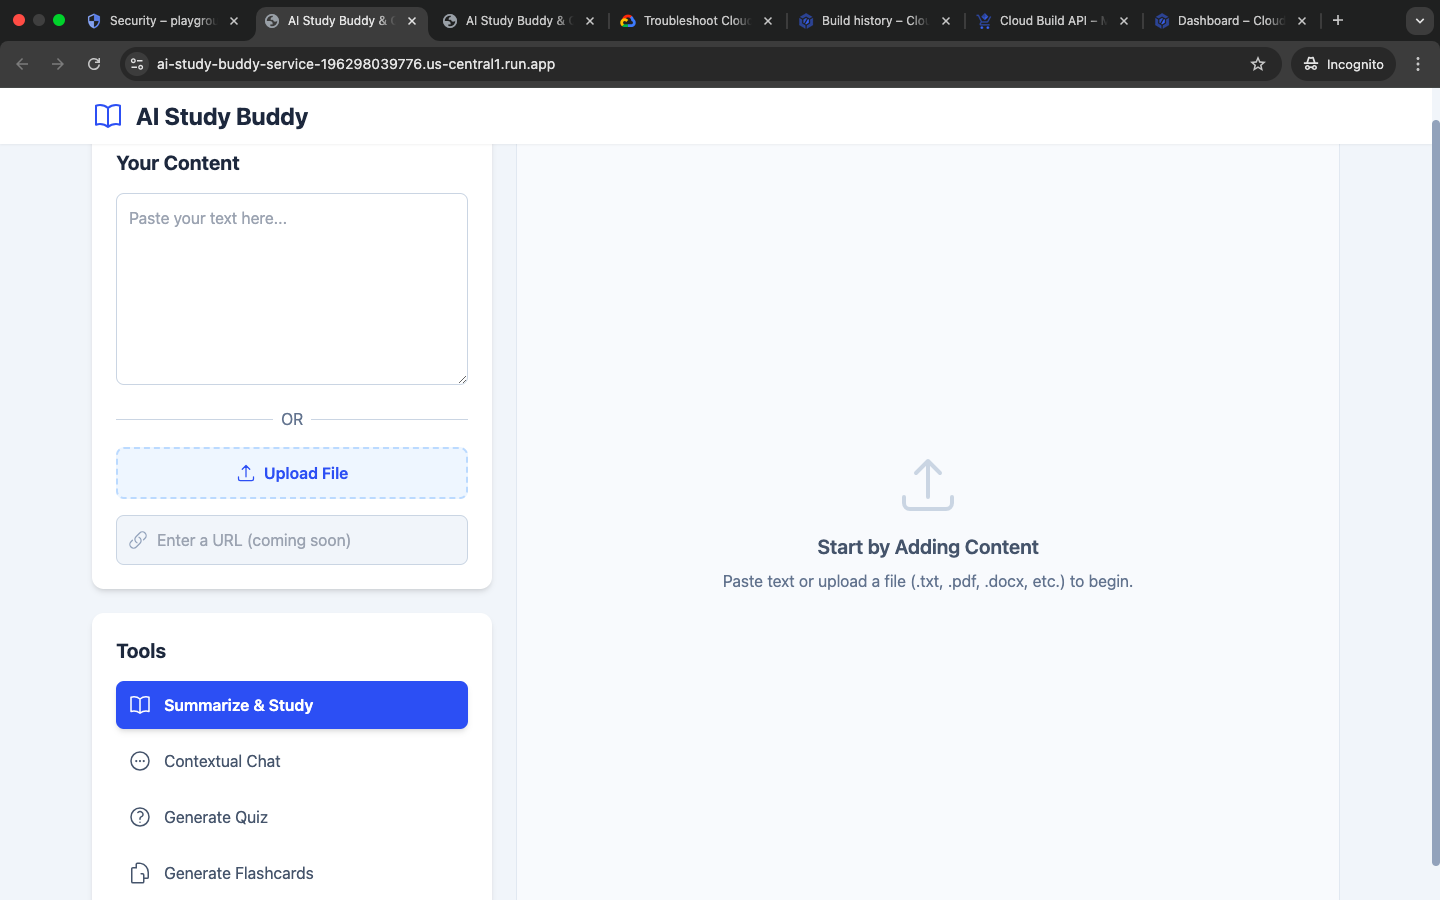 Security – playgrou
AI Study Buddy & C
AI Study Buddy & C
Troubleshoot Cloud
Build history – Clou
Cloud Build API – M
Dashboard – Cloud
ai-study-buddy-service-196298039776.us-central1.run.app
Incognito
AI Study Buddy
Your Content
Paste your text here...
OR
Upload File
Enter a URL (coming soon)
Tools
Summarize & Study
Contextual Chat
Generate Quiz
Generate Flashcards
Start by Adding Content
Paste text or upload a file (.txt, .pdf, .docx, etc.) to begin.